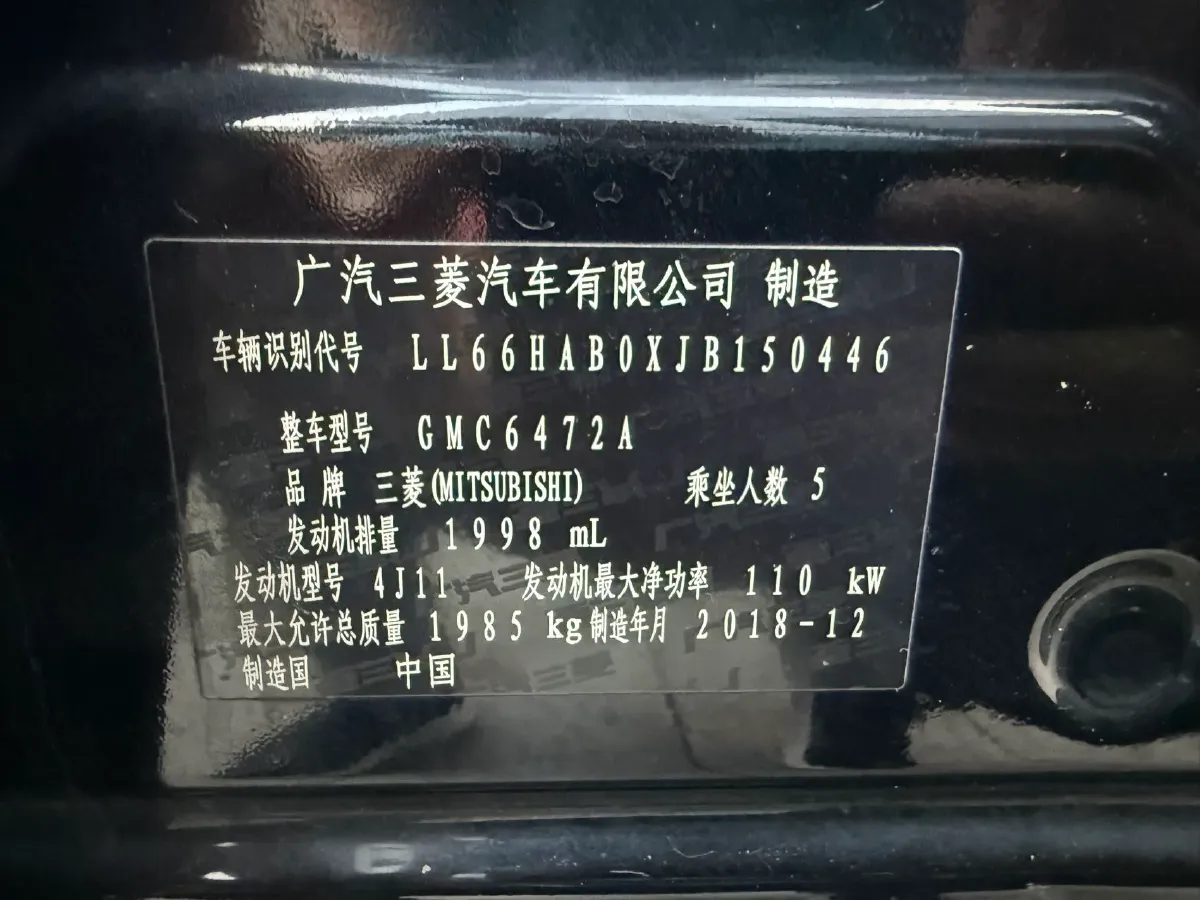 广汽三菱汽车有限公司 制造
车辆识别代号 LL66HAB0XJB150446
整车型号 GMC6472A
品牌 三菱(MITSUBISHI) 乘坐人数 5
发动机排量 1998 mL
发动机型号 4J11 发动机最大净功率 110 kW
最大允许总质量 1985 kg 制造年月 2018-12
制造国 中国